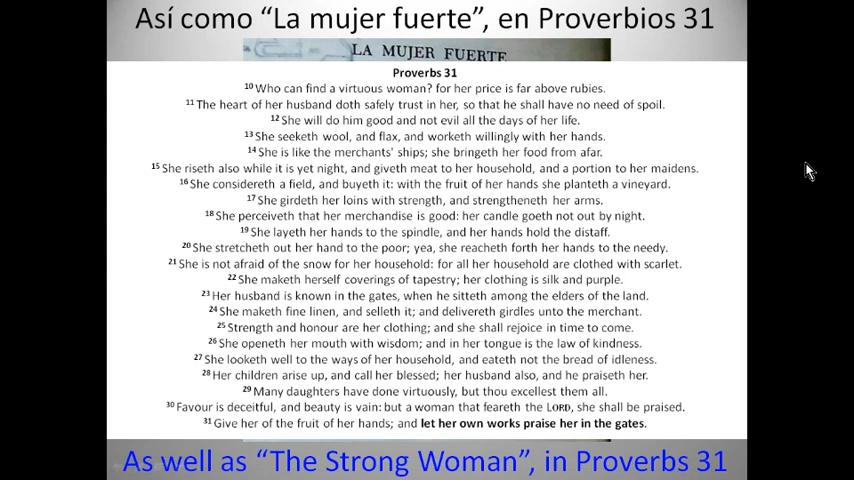 Así como “La mujer fuerte”, en Proverbios 31
LA MUJER FUERTE
Proverbs 31
10 Who can find a virtuous woman? for her price is far above rubies.
11 The heart of her husband doth safely trust in her, so that he shall have no need of spoil.
12 She will do him good and not evil all the days of her life.
13 She seeketh wool, and flax, and worketh willingly with her hands.
14 She is like the merchants' ships; she bringeth her food from afar.
15 She riseth also while it is yet night, and giveth meat to her household, and a portion to her maidens.
16 She considereth a field, and buyeth it: with the fruit of her hands she planteth a vineyard.
17 She girdeth her loins with strength, and strengtheneth her arms.
18 She perceiveth that her merchandise is good: her candle goeth not out by night.
19 She layeth her hands to the spindle, and her hands hold the distaff.
20 She stretcheth out her hand to the poor; yea, she reacheth forth her hands to the needy.
21 She is not afraid of the snow for her household: for all her household are clothed with scarlet.
22 She maketh herself coverings of tapestry; her clothing is silk and purple.
23 Her husband is known in the gates, when he sitteth among the elders of the land.
24 She maketh fine linen, and selleth it; and delivereth girdles unto the merchant.
25 Strength and honour are her clothing; and she shall rejoice in time to come.
26 She openeth her mouth with wisdom; and in her tongue is the law of kindness.
27 She looketh well to the ways of her household, and eateth not the bread of idleness.
28 Her children arise up, and call her blessed; her husband also, and he praiseth her.
29 Many daughters have done virtuously, but thou excellest them all.
30 Favour is deceitful, and beauty is vain: but a woman that feareth the LORD, she shall be praised.
31 Give her of the fruit of her hands; and let her own works praise her in the gates.
As well as “The Strong Woman”, in Proverbs 31